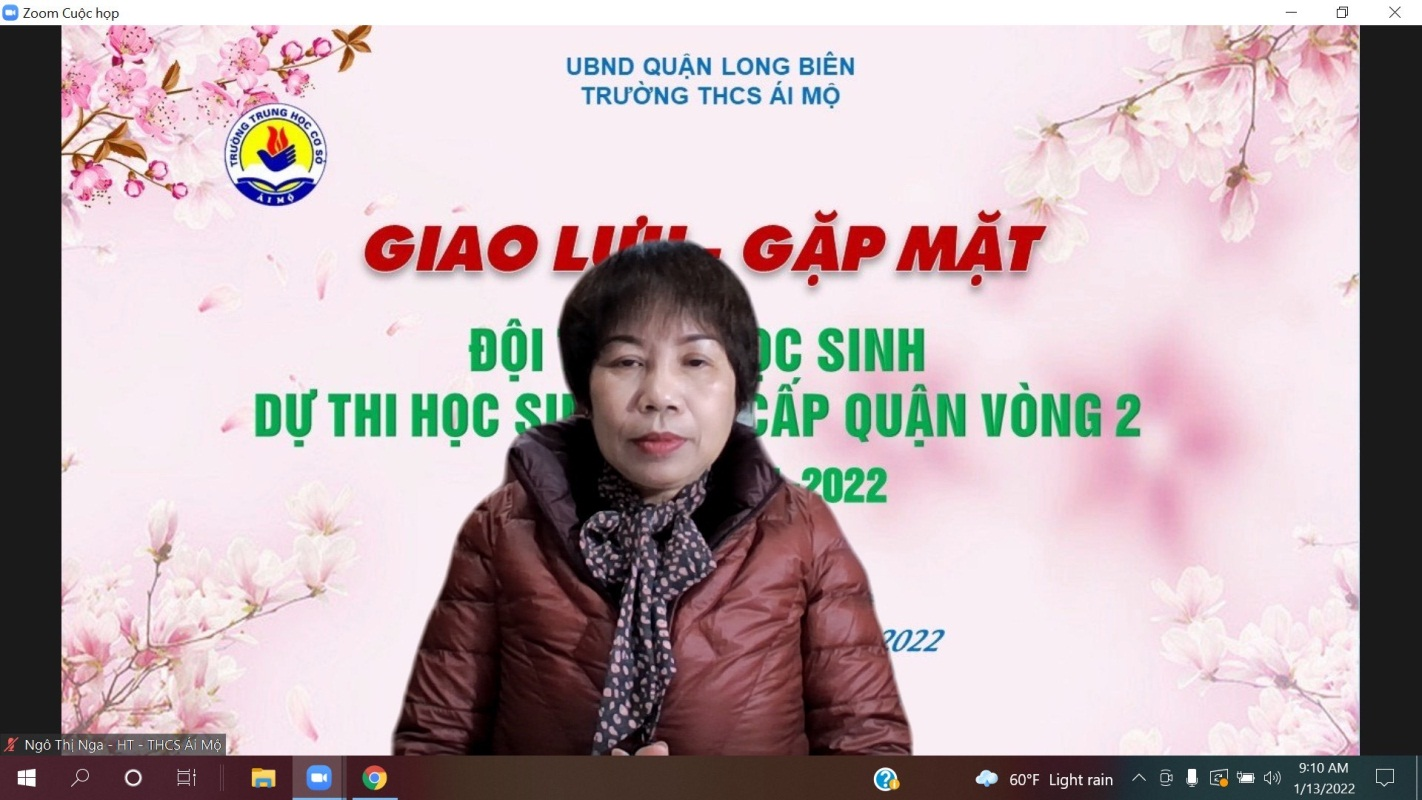 Zoom Cuộc họp
UBND QUẬN LONG BIÊN
TRƯỜNG THCS ÁI MỘ
TRƯỜNG TRUNG HỌC CƠ SỞ
ÁI MỘ
GIAO LƯU - GẶP MẶT
ĐỘI ỌC SINH
DỰ THI HỌC SI CẤP QUẬN VÒNG 2
-2022
2022
Ngô Thị Nga - HT - THCS Ái Mộ
60°F Light rain
9:10 AM
1/13/2022